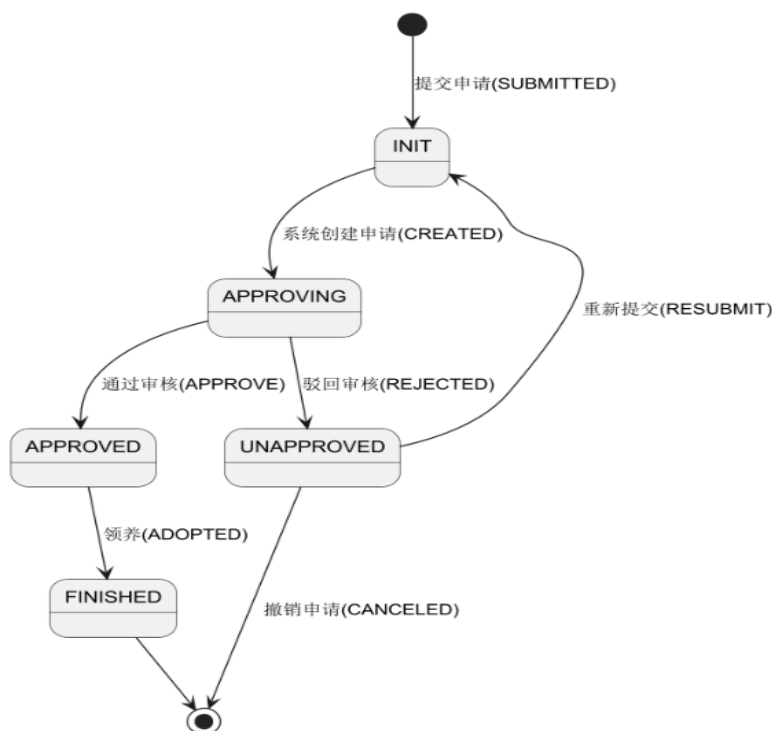 提交申请(SUBMITTED)
INIT
系统创建申请(CREATED)
APPROVING
重新提交(RESUBMIT)
通过审核(APPROVE)
驳回审核(REJECTED)
APPROVED
UNAPPROVED
领养(ADOPTED)
FINISHED
撤销申请(CANCELED)